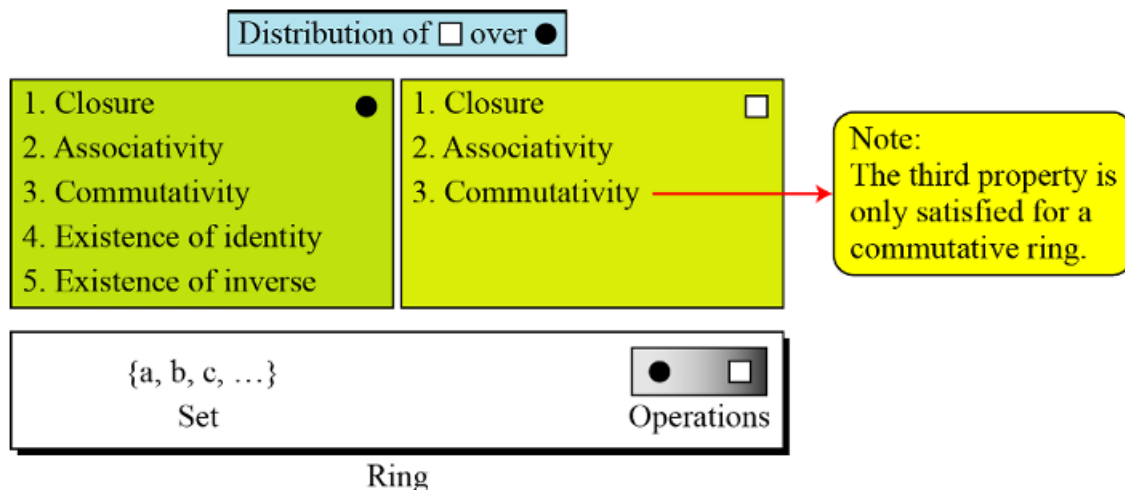 Distribution of □ over ●
1. Closure ●
2. Associativity
3. Commutativity
4. Existence of identity
5. Existence of inverse
1. Closure □
2. Associativity
3. Commutativity
Note:
The third property is
only satisfied for a
commutative ring.
{a, b, c, …}
Set
● □
Operations
Ring